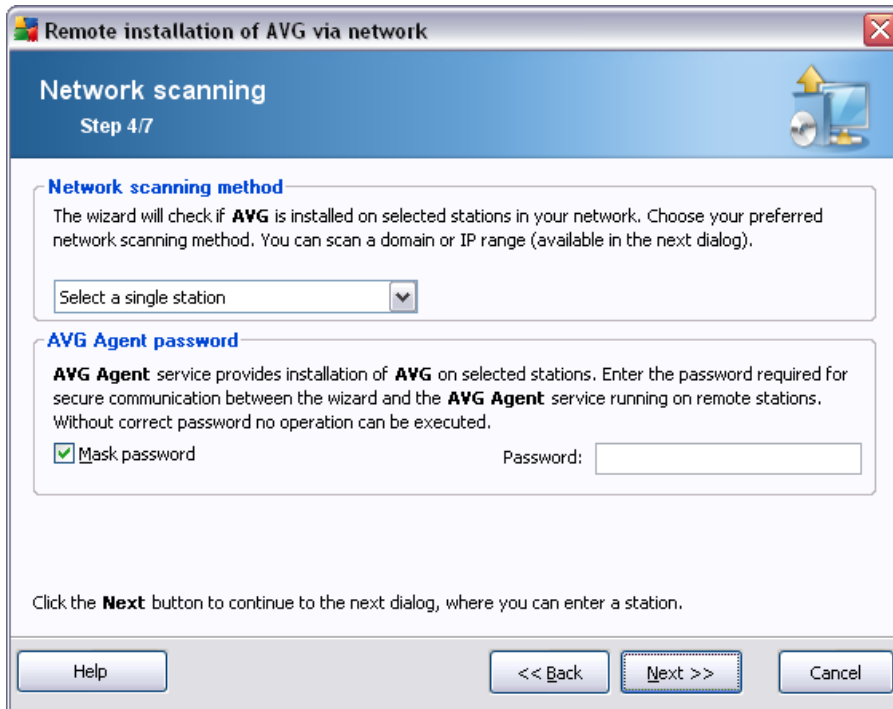 Remote installation of AVG via network
Network scanning
Step 4/7
Network scanning method
The wizard will check if AVG is installed on selected stations in your network. Choose your preferred
network scanning method. You can scan a domain or IP range (available in the next dialog).
Select a single station
AVG Agent password
AVG Agent service provides installation of AVG on selected stations. Enter the password required for
secure communication between the wizard and the AVG Agent service running on remote stations.
Without correct password no operation can be executed.
Mask password
Password:
Click the Next button to continue to the next dialog, where you can enter a station.
Help
<< Back
Next >>
Cancel